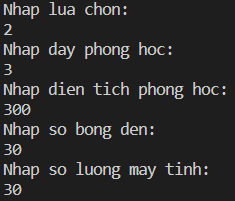 Nhap lua chon:
2
Nhap day phong hoc:
3
Nhap dien tich phong hoc:
300
Nhap so bong den:
30
Nhap so luong may tinh:
30